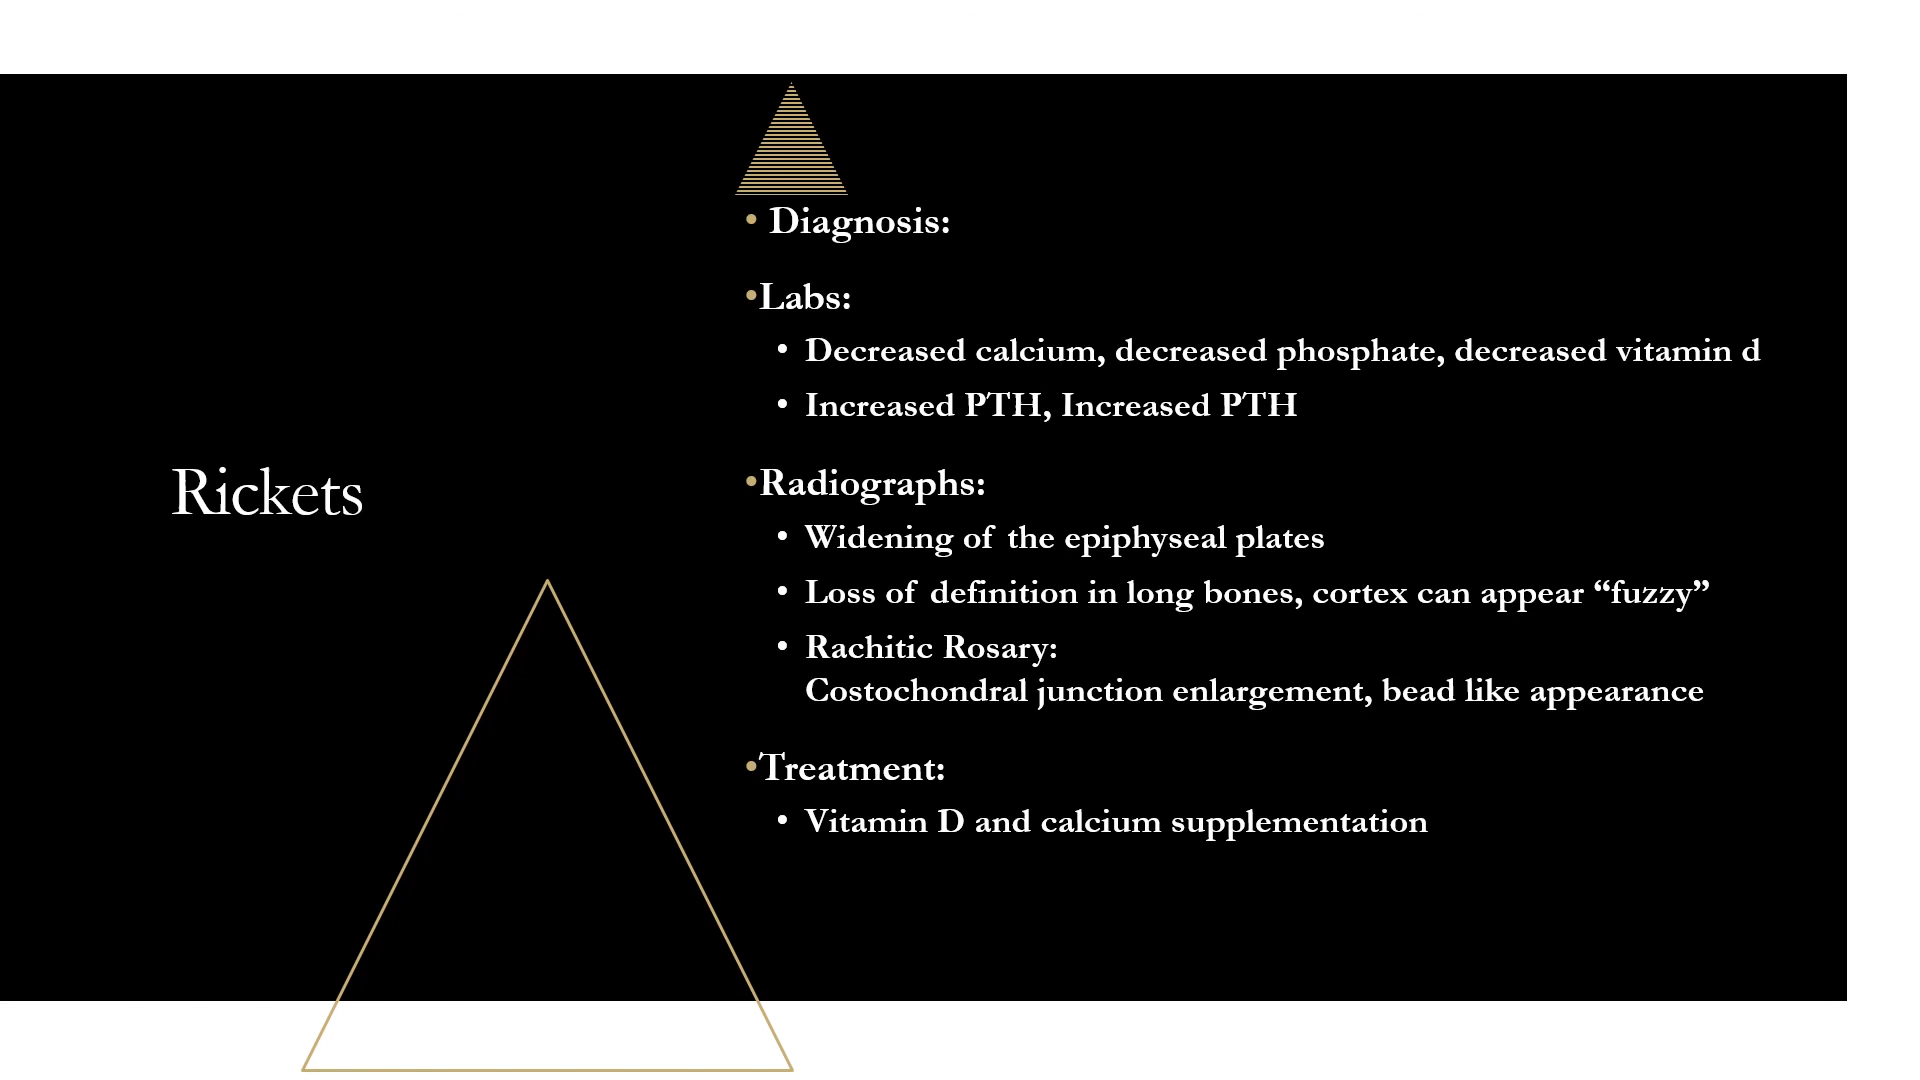 Rickets
• Diagnosis:
•Labs:
• Decreased calcium, decreased phosphate, decreased vitamin d
• Increased PTH, Increased PTH
•Radiographs:
• Widening of the epiphyseal plates
• Loss of definition in long bones, cortex can appear “fuzzy”
• Rachitic Rosary:
Costochondral junction enlargement, bead like appearance
•Treatment:
• Vitamin D and calcium supplementation